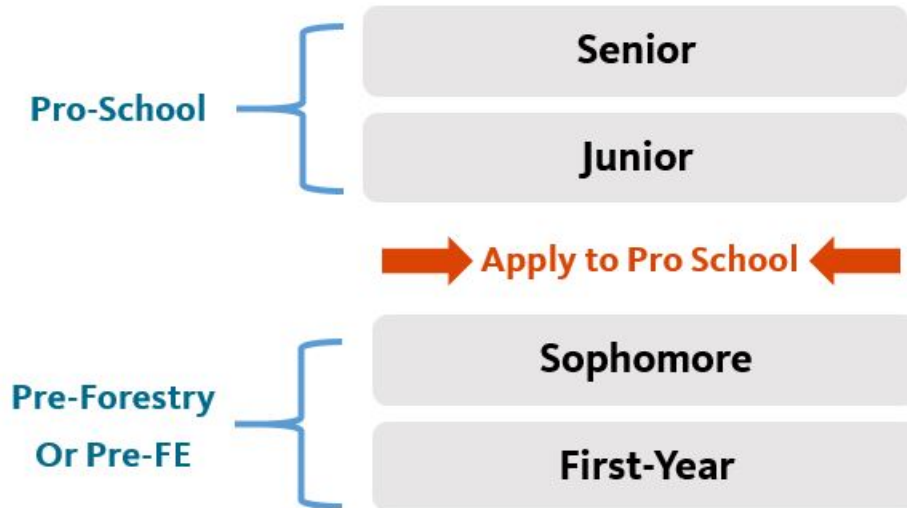 Senior
Pro-School
Junior
Apply to Pro School
Sophomore
Pre-Forestry
Or Pre-FE
First-Year